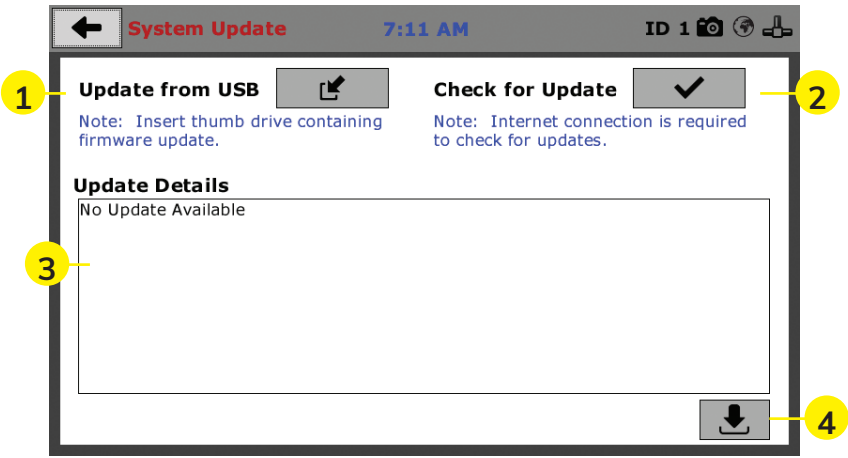 System Update
7:11 AM
ID 1
1
Update from USB
Check for Update
2
Note: Insert thumb drive containing
firmware update.
Note: Internet connection is required
to check for updates.
Update Details
No Update Available
3
4